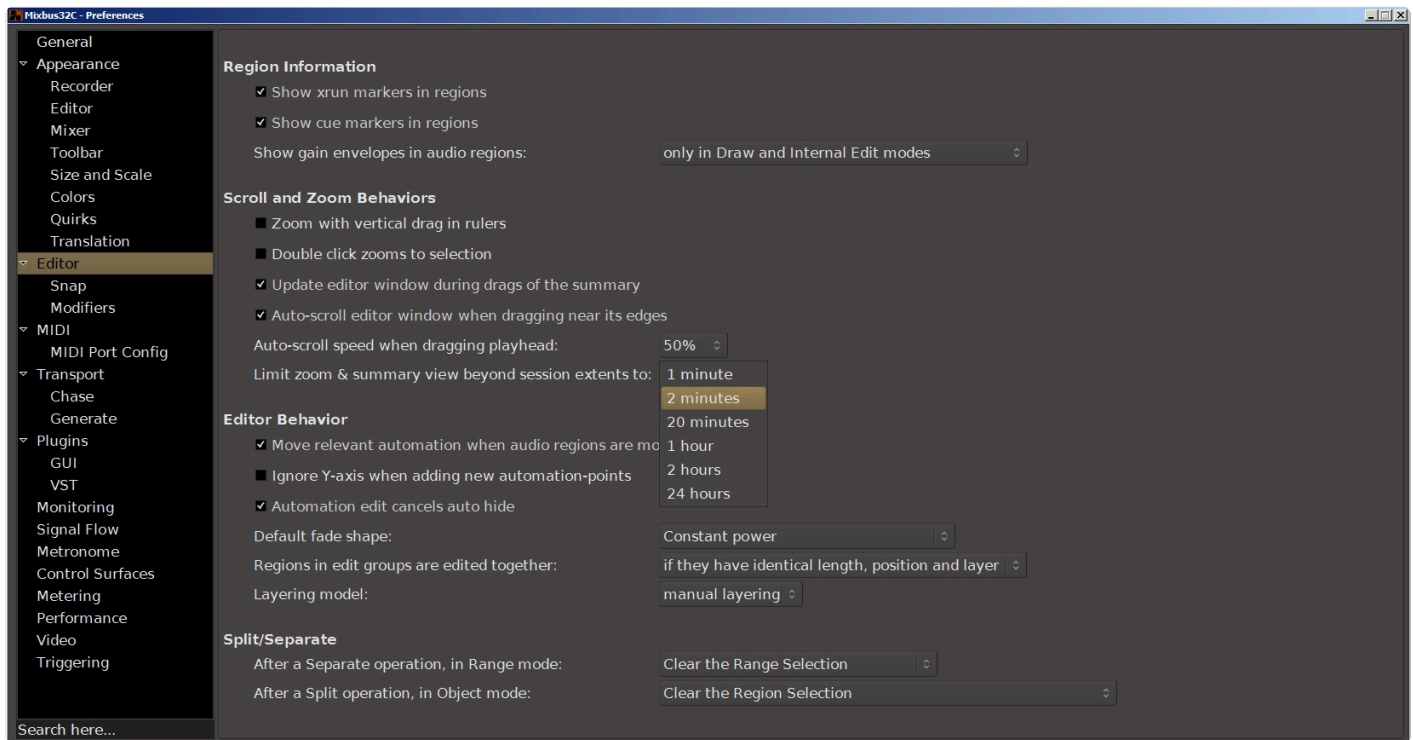 Mixbus32C - Preferences
General
Appearance
Recorder
Editor
Mixer
Toolbar
Size and Scale
Colors
Quirks
Translation
Editor
Snap
Modifiers
MIDI
MIDI Port Config
Transport
Chase
Generate
Plugins
GUI
VST
Monitoring
Signal Flow
Metronome
Control Surfaces
Metering
Performance
Video
Triggering
Search here...
Region Information
Show xrun markers in regions
Show cue markers in regions
Show gain envelopes in audio regions: only in Draw and Internal Edit modes
Scroll and Zoom Behaviors
Zoom with vertical drag in rulers
Double click zooms to selection
Update editor window during drags of the summary
Auto-scroll editor window when dragging near its edges
Auto-scroll speed when dragging playhead: 50%
Limit zoom & summary view beyond session extents to:
1 minute
2 minutes
20 minutes
1 hour
2 hours
24 hours
Editor Behavior
Move relevant automation when audio regions are mo
Ignore Y-axis when adding new automation-points
Automation edit cancels auto hide
Default fade shape: Constant power
Regions in edit groups are edited together: if they have identical length, position and layer
Layering model: manual layering
Split/Separate
After a Separate operation, in Range mode: Clear the Range Selection
After a Split operation, in Object mode: Clear the Region Selection